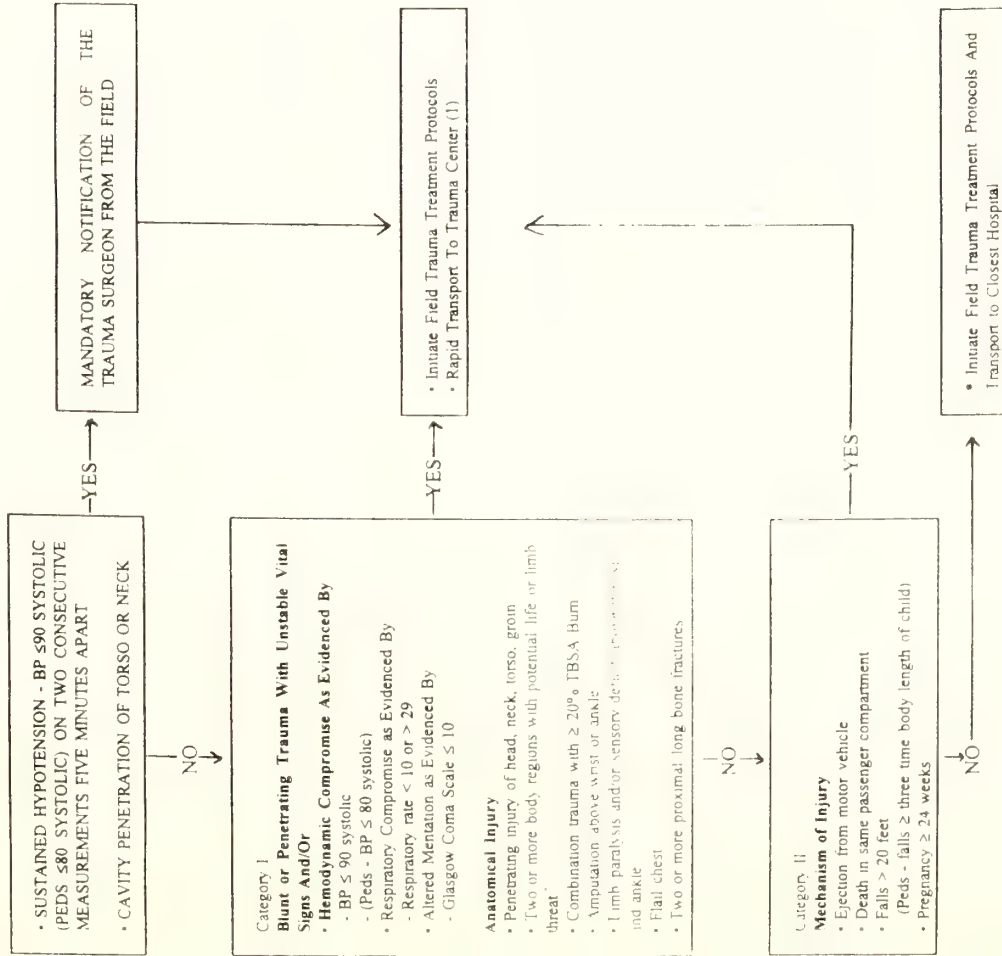 • SUSTAINED HYPOTENSION - BP ≤90 SYSTOLIC
(PEDS ≤80 SYSTOLIC) ON TWO CONSECUTIVE
MEASUREMENTS FIVE MINUTES APART
• CAVITY PENETRATION OF TORSO OR NECK
YES
MANDATORY NOTIFICATION OF THE
TRAUMA SURGEON FROM THE FIELD
NO
Category I
Blunt or Penetrating Trauma With Unstable Vital
Signs And/Or
• Hemodynamic Compromise As Evidenced By
- BP ≤ 90 systolic
- (Peds - BP ≤ 80 systolic)
• Respiratory Compromise as Evidenced By
- Respiratory rate < 10 or > 29
• Altered Mentation as Evidenced By
- Glasgow Coma Scale ≤ 10
Anatomical Injury
• Penetrating injury of head, neck, torso, groin
• Two or more body regions with potential life or limb
threat
• Combination trauma with ≥ 20% TBSA Burn
• Amputation above wrist or ankle
• Limb paralysis and/or sensory
and ankle
• Flail chest
• Two or more proximal long bone fractures
YES
• Initiate Field Trauma Treatment Protocols
• Rapid Transport To Trauma Center (1)
NO
Category II
Mechanism of Injury
• Ejection from motor vehicle
• Death in same passenger compartment
• Falls > 20 feet
(Peds - falls ≥ three time body length of child)
• Pregnancy ≥ 24 weeks
YES
NO
• Initiate Field Trauma Treatment Protocols And
Transport to Closest Hospital